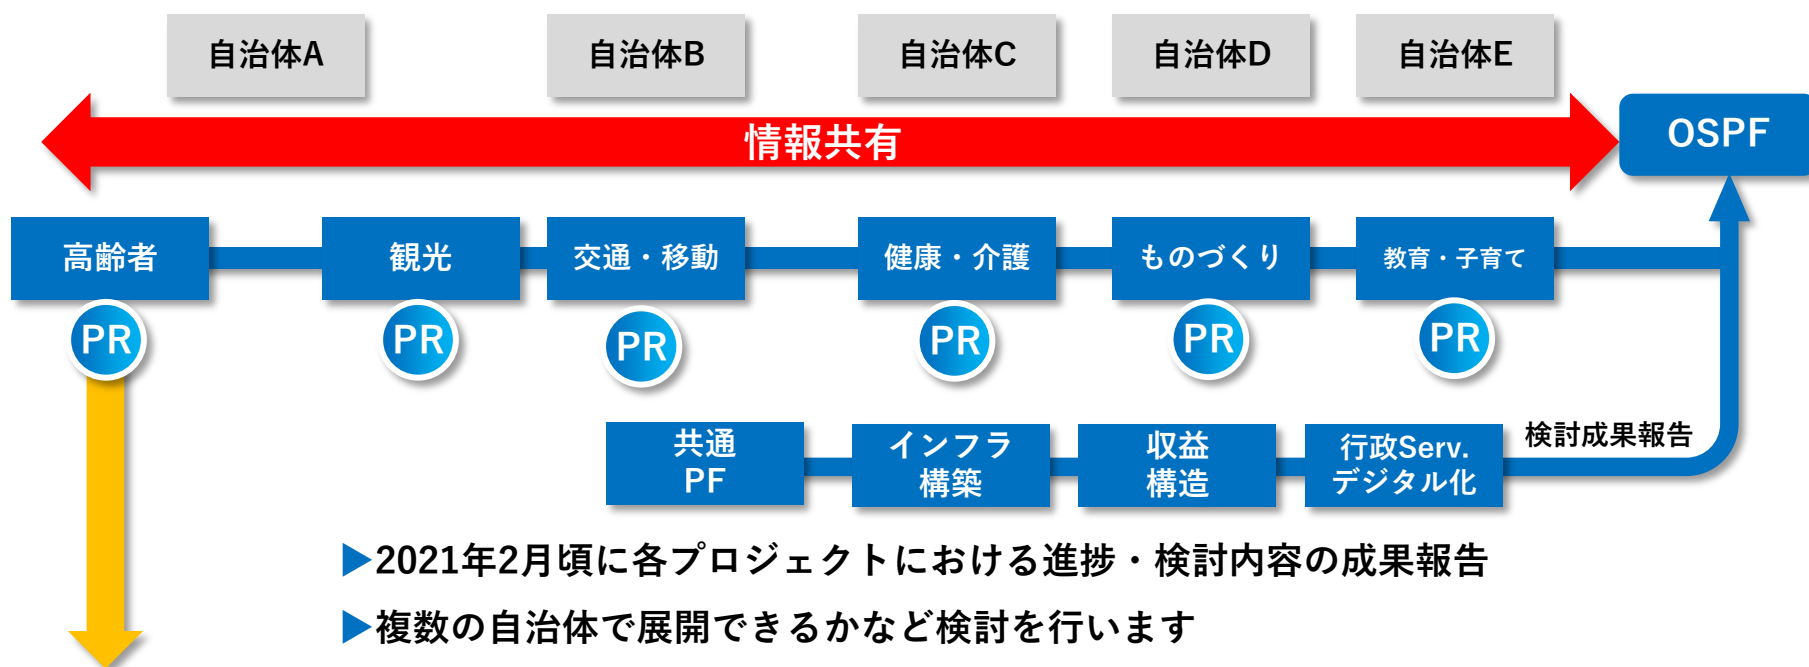 自治体A
自治体B
自治体C
自治体D
自治体E
情報共有
OSPF
高齢者
観光
交通・移動
健康・介護
ものづくり
教育・子育て
PR
PR
PR
PR
PR
PR
共通
PF
インフラ
構築
収益
構造
行政Serv.
デジタル化
検討成果報告
▶2021年2月頃に各プロジェクトにおける進捗・検討内容の成果報告
▶複数の自治体で展開できるかなど検討を行います